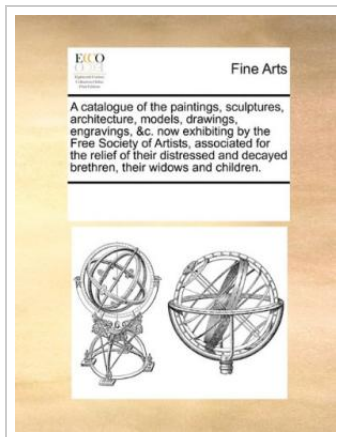 ECCO
Fine Arts
A catalogue of the paintings, sculptures,
architecture, models, drawings,
engravings, &c. now exhibiting by the
Free Society of Artists, associated for
the relief of their distressed and decayed
brethren, their widows and children.